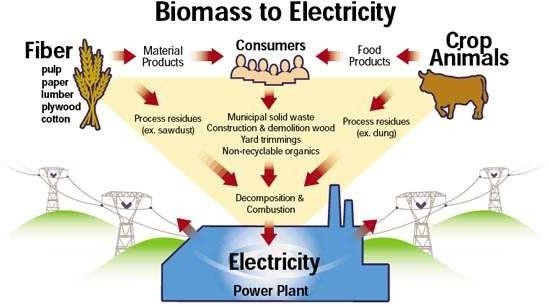 Biomass to Electricity
Fiber
pulp
paper
lumber
plywood
cotton
Material
Products
Consumers
Food
Products
Crop
Animals
Process residues
(ex. sawdust)
Municipal solid waste
Construction & demolition wood
Yard trimmings
Non-recyclable organics
Process residues
(ex. dung)
Decomposition &
Combustion
Electricity
Power Plant